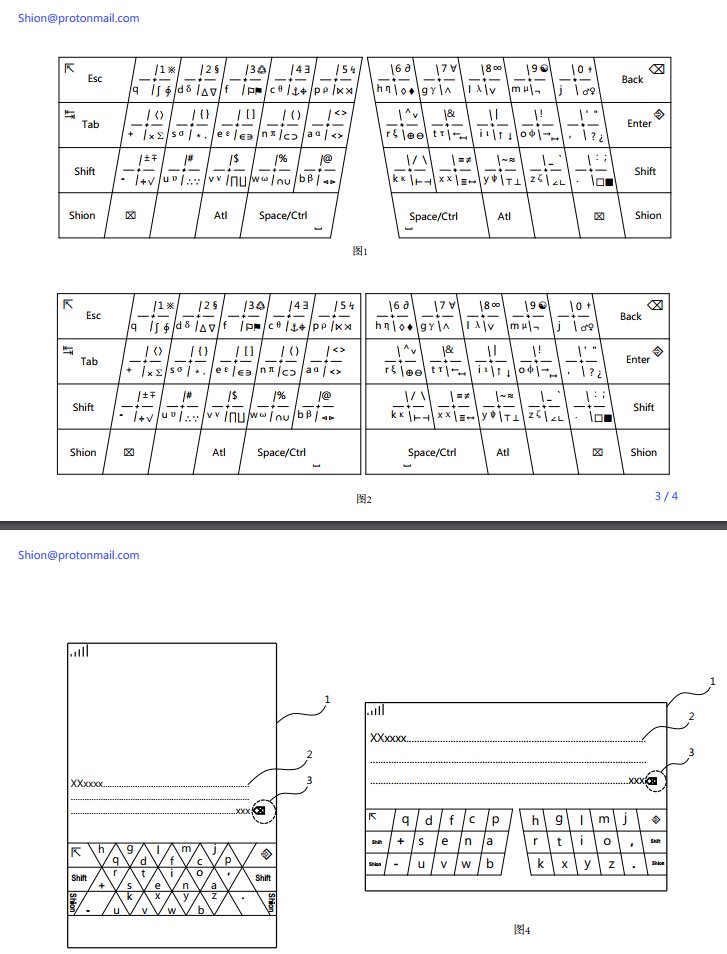 Shion@protonmail.com
Esc 1 ※ 2 § 3 ♳ 4 ∃ 5 ϟ 6 ∂ 7 ∀ 8 ∞ 9 ☯ 0 † Back ⌫
q ∫ ∮ d δ ∆ ∇ f c θ p ρ h η ◊ ♦ g γ ∧ l λ ∨ m μ ¬ j ♂♀
Tab 〈〉 { } [ ] ( ) < > ^ ˇ & | ! ' " Enter
+ × Σ s σ * . e ε ∈∋ n π ⊂⊃ a α <> r ξ ⊕⊖ t τ ←↔ i ι ↑↓ o φ →↦ , ? ¿
Shift ±∓ # $ % @ / \ =≠ ~≈ _ ` : ; Shift
- ÷√ u υ ∴∵ v ν ∏∐ w ω ∩∪ b β k κ ⊢⊣ x χ ≡↔ y ψ ⊤⊥ z ζ ∠∟ . □■
Shion ⌧ Atl Space/Ctrl ⎵ Space/Ctrl ⎵ Atl ⌧ Shion
图1
Esc 1 ※ 2 § 3 ♳ 4 ∃ 5 ϟ 6 ∂ 7 ∀ 8 ∞ 9 ☯ 0 † Back ⌫
q ∫ ∮ d δ ∆ ∇ f c θ p ρ h η ◊ ♦ g γ ∧ l λ ∨ m μ ¬ j ♂♀
Tab 〈〉 { } [ ] ( ) < > ^ ˇ & | ! ' " Enter
+ × Σ s σ * . e ε ∈∋ n π ⊂⊃ a α <> r ξ ⊕⊖ t τ ←↔ i ι ↑↓ o φ →↦ , ? ¿
Shift ±∓ # $ % @ / \ =≠ ~≈ _ ` : ; Shift
- ÷√ u υ ∴∵ v ν ∏∐ w ω ∩∪ b β k κ ⊢⊣ x χ ≡↔ y ψ ⊤⊥ z ζ ∠∟ . □■
Shion ⌧ Atl Space/Ctrl ⎵ Space/Ctrl ⎵ Atl ⌧ Shion
图2
3 / 4
Shion@protonmail.com
1
2
XXxxxx
3
xxx ⌫
h g l m j
q d f c p
r t i o ,
Shift Shift
+ s e n a
k x y z .
Shion Shion
- u v w b
1
2
XXxxxx
3
xxx ⌫
q d f c p h g l m j
Shift + s e n a r t i o , Shift
Shion - u v w b k x y z . Shion
图4